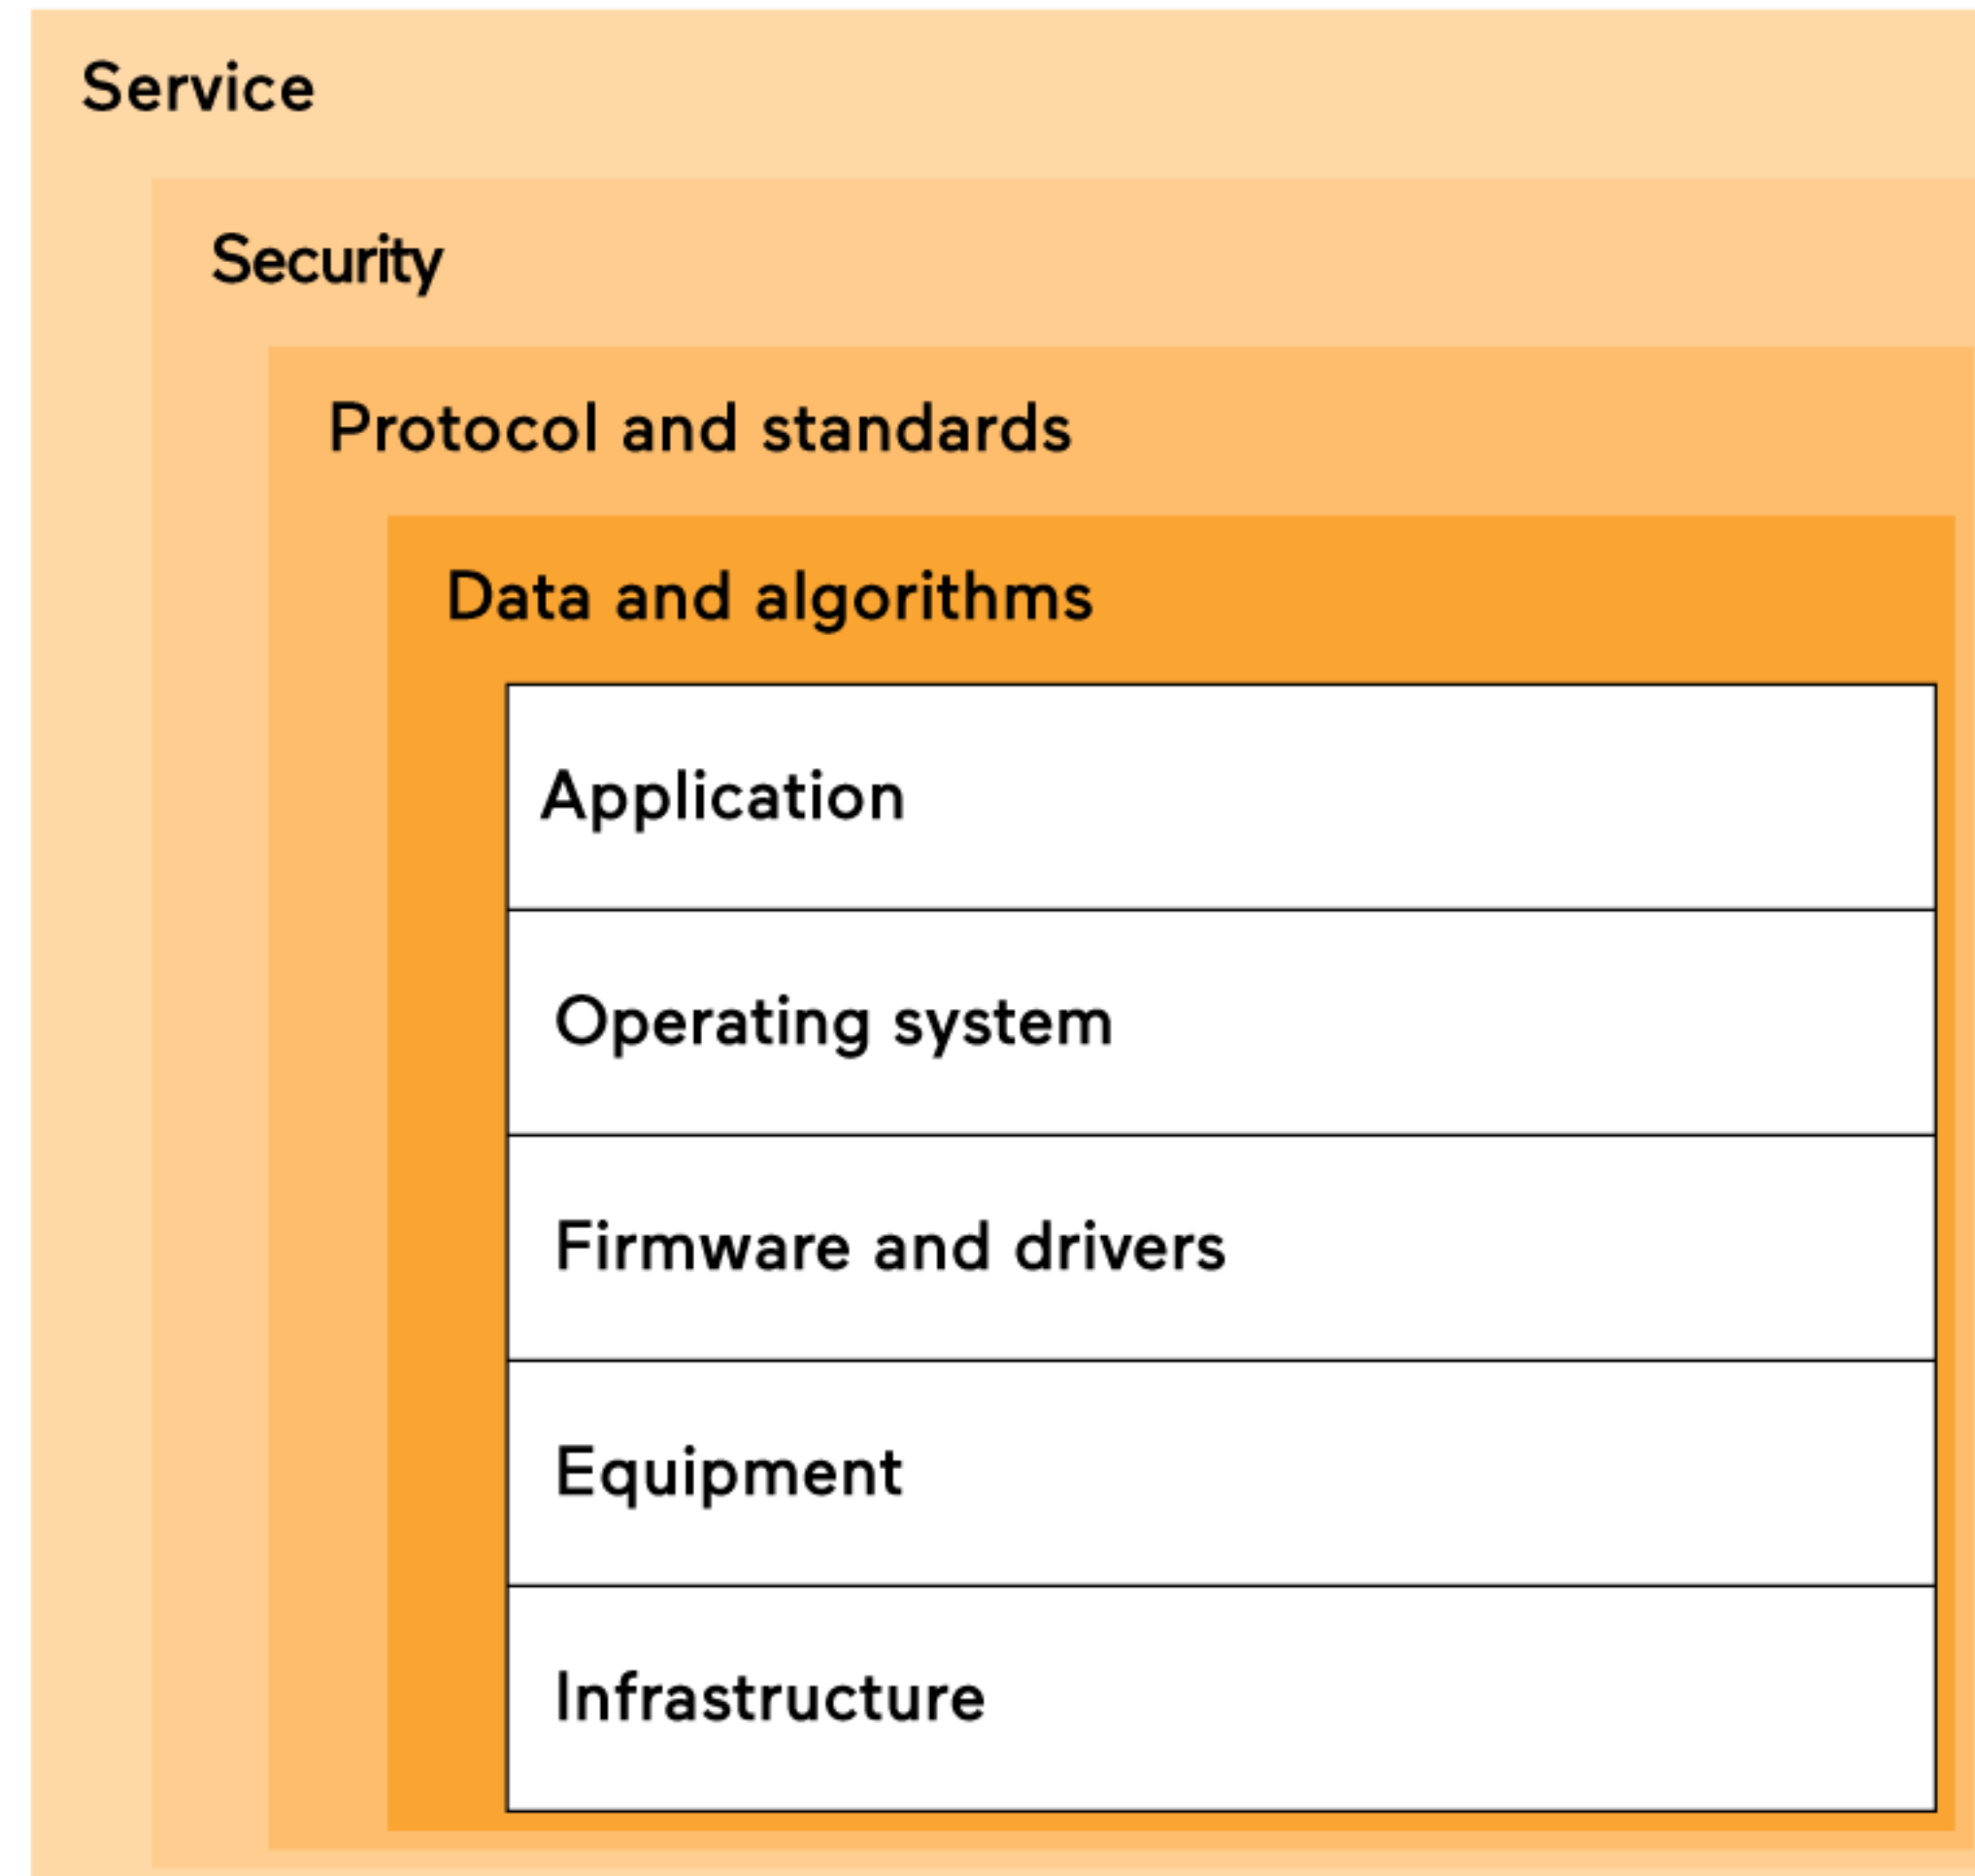 Service
Security
Protocol and standards
Data and algorithms
Application
Operating system
Firmware and drivers
Equipment
Infrastructure